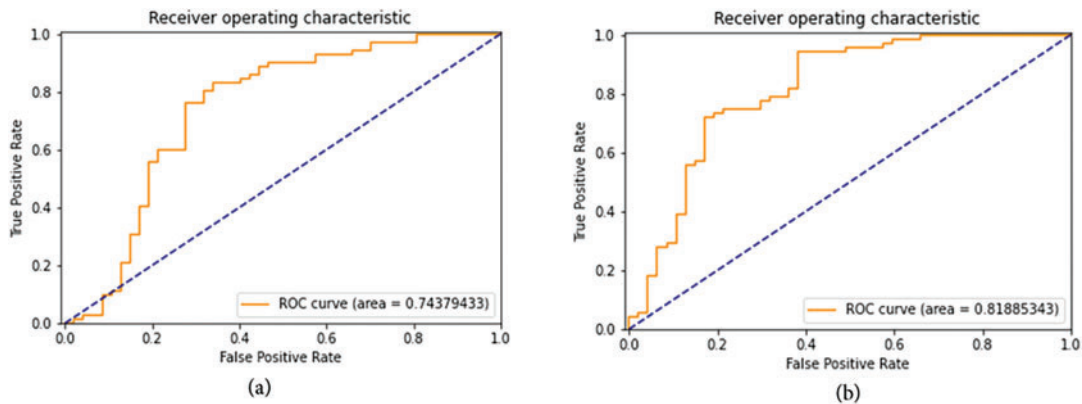 Receiver operating characteristic
1.0
0.8
0.6
0.4
0.2
0.0
True Positive Rate
ROC curve (area = 0.74379433)
0.0 0.2 0.4 0.6 0.8 1.0
False Positive Rate
(a)
Receiver operating characteristic
1.0
0.8
0.6
0.4
0.2
0.0
True Positive Rate
ROC curve (area = 0.81885343)
0.0 0.2 0.4 0.6 0.8 1.0
False Positive Rate
(b)